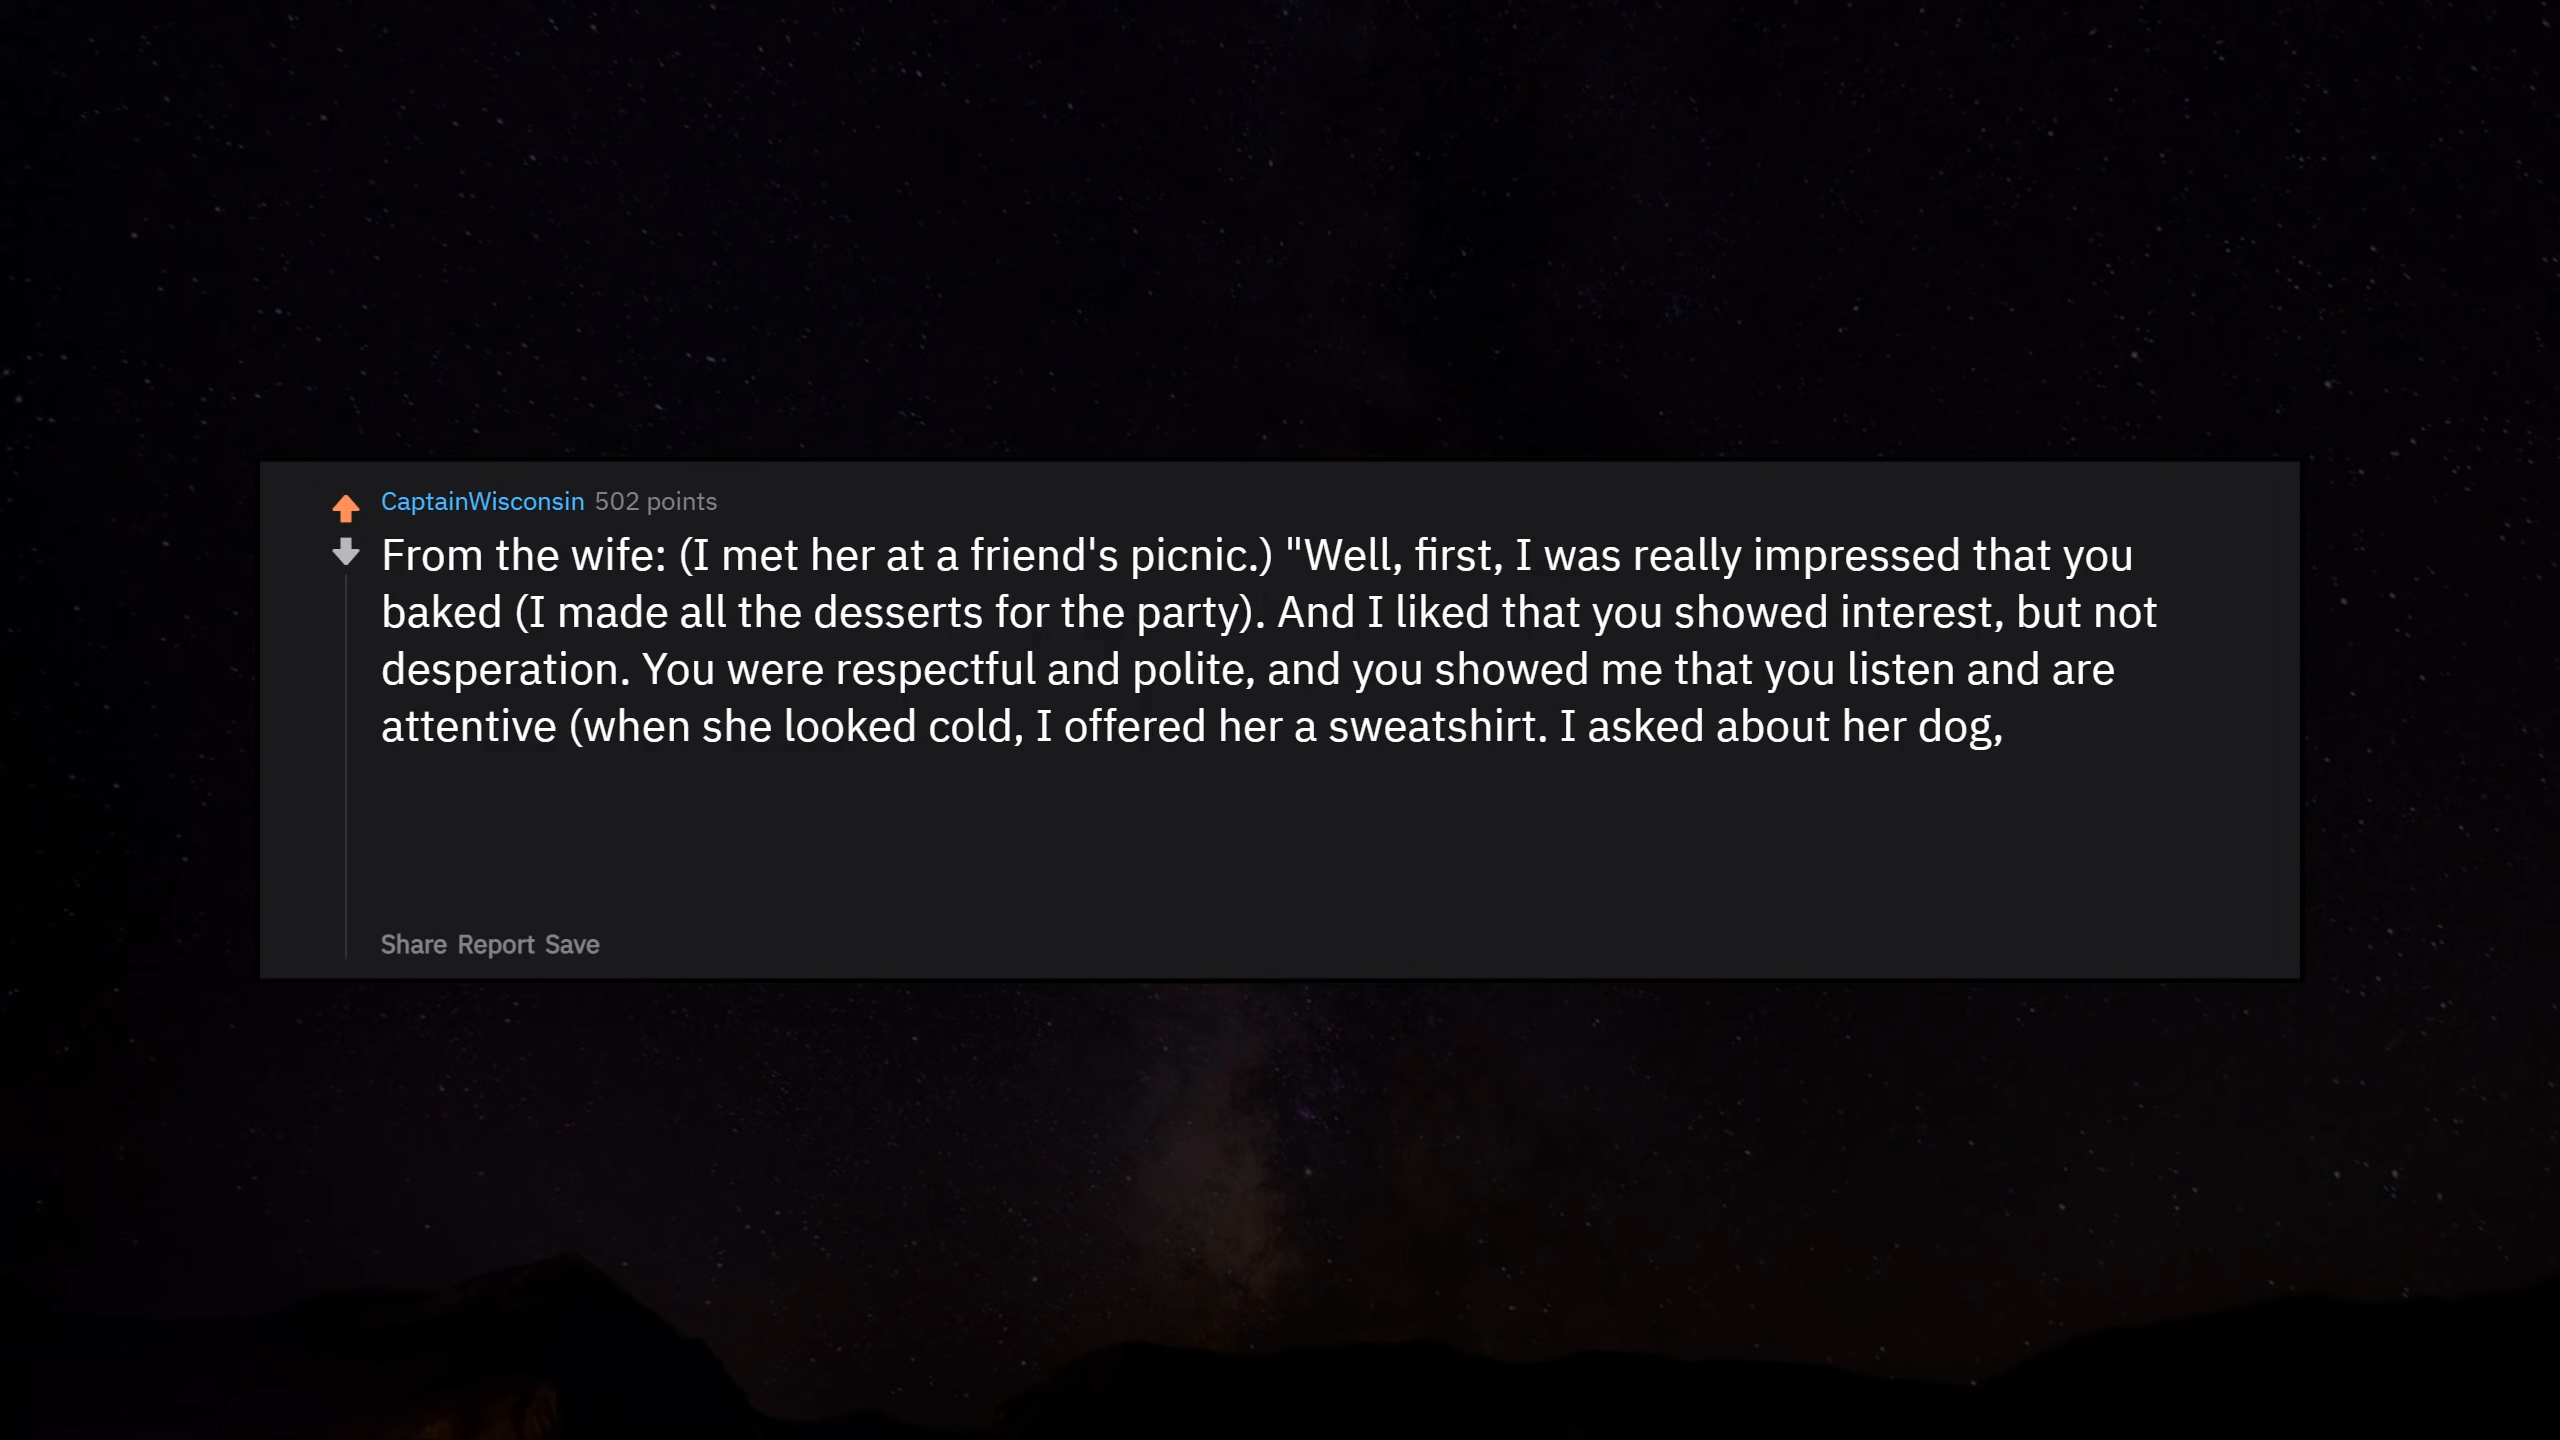 CaptainWisconsin 502 points
From the wife: (I met her at a friend's picnic.) "Well, first, I was really impressed that you
baked (I made all the desserts for the party). And I liked that you showed interest, but not
desperation. You were respectful and polite, and you showed me that you listen and are
attentive (when she looked cold, I offered her a sweatshirt. I asked about her dog,
Share Report Save